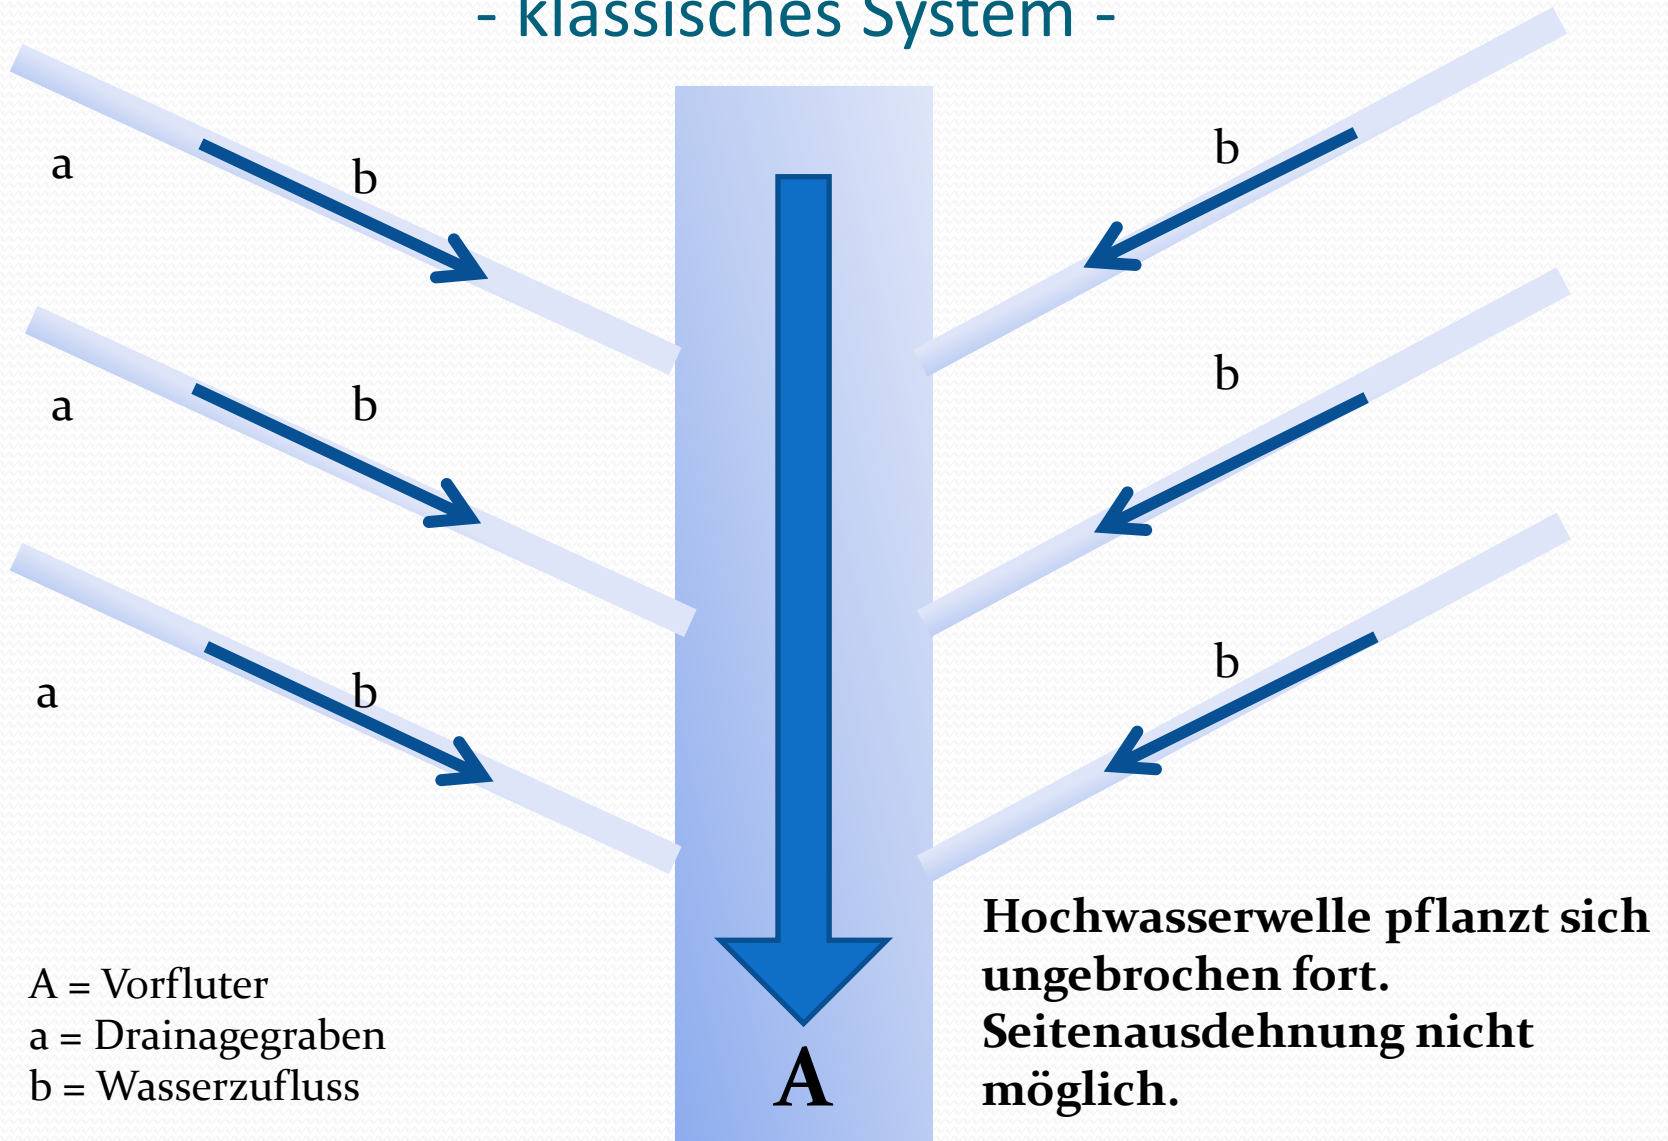 - klassisches System -
a
b
b
a
b
b
a
b
b
Hochwasserwelle pflanzt sich
ungebrochen fort.
Seitenausdehnung nicht
möglich.
A = Vorfluter
a = Drainagegraben
b = Wasserzufluss
A